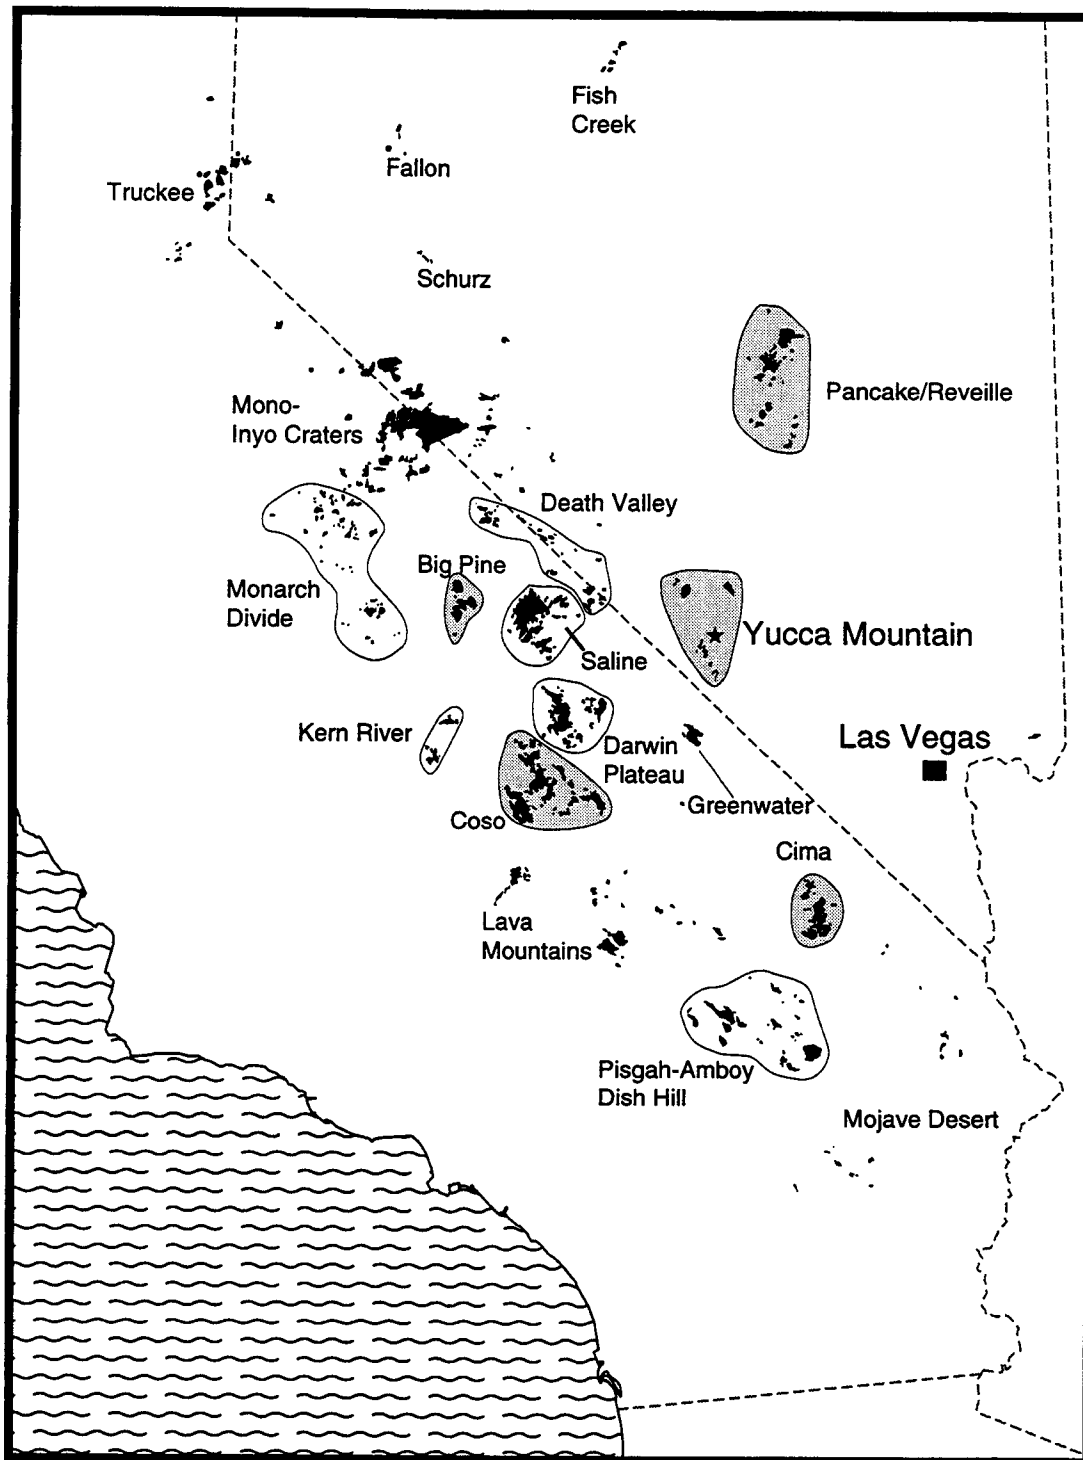 Fish
Creek
Fallon
Truckee
Schurz
Pancake/Reveille
Mono-
Inyo Craters
Death Valley
Big Pine
Monarch
Divide
Yucca Mountain
Saline
Kern River
Darwin
Plateau
Las Vegas
Greenwater
Coso
Cima
Lava
Mountains
Pisgah-Amboy
Dish Hill
Mojave Desert